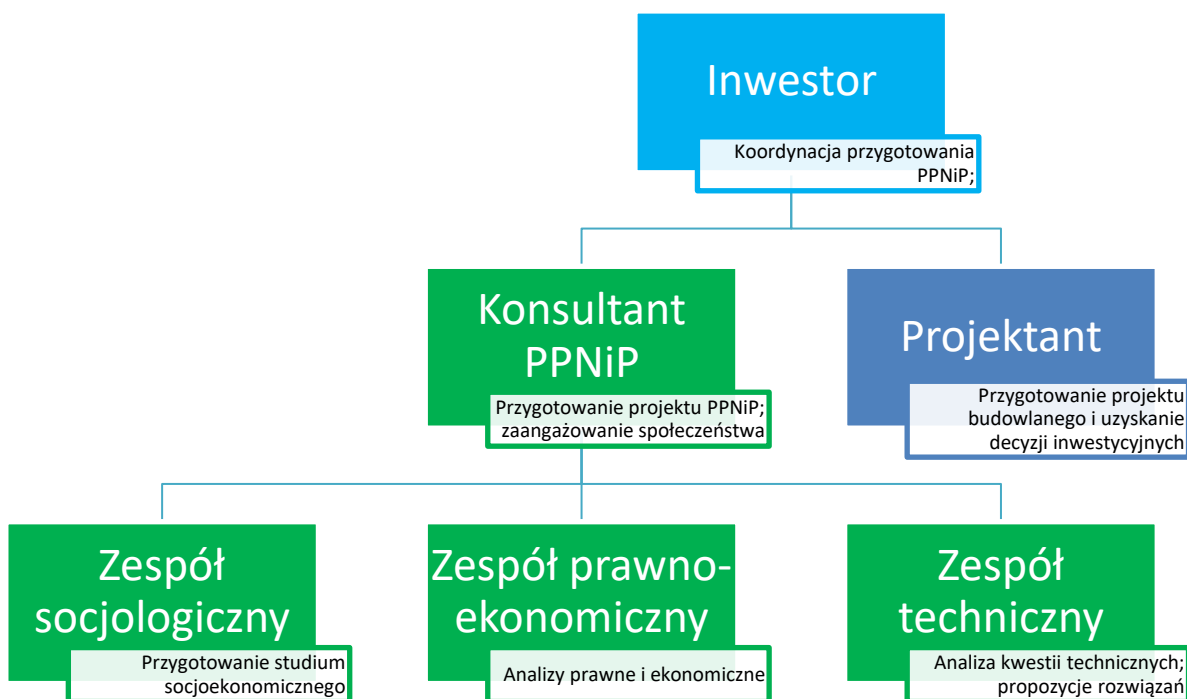 Inwestor
Koordynacja przygotowania
PPNiP;
Konsultant
PPNiP
Przygotowanie projektu PPNiP;
zaangażowanie społeczeństwa
Projektant
Przygotowanie projektu
budowlanego i uzyskanie
decyzji inwestycyjnych
Zespół
socjologiczny
Przygotowanie studium
socjoekonomicznego
Zespół prawno-
ekonomiczny
Analizy prawne i ekonomiczne
Zespół
techniczny
Analiza kwestii technicznych;
propozycje rozwiązań